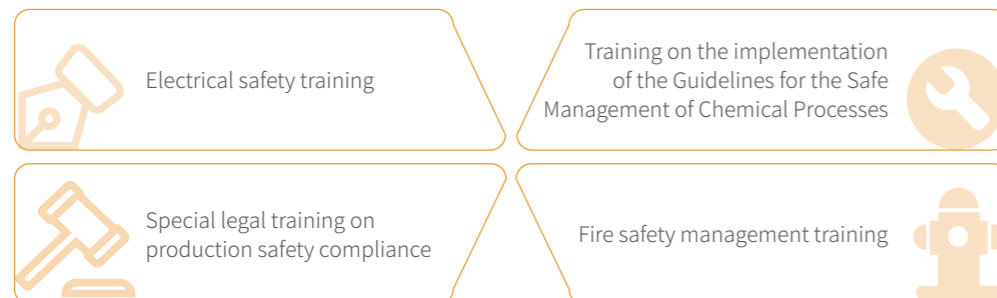 Electrical safety training
Training on the implementation
of the Guidelines for the Safe
Management of Chemical Processes
Special legal training on
production safety compliance
Fire safety management training